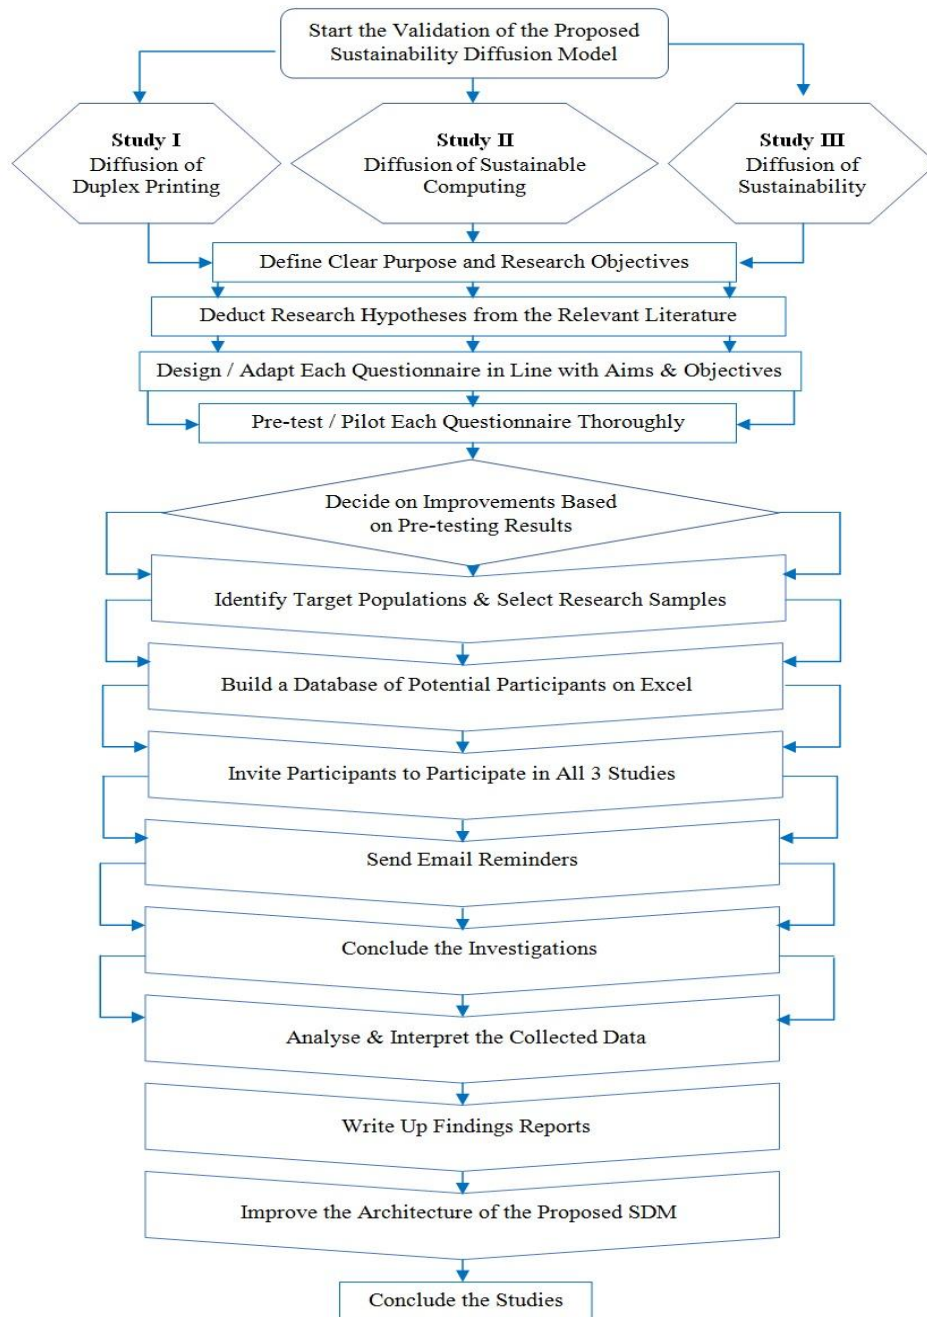 Start the Validation of the Proposed
Sustainability Diffusion Model
Study I
Diffusion of
Duplex Printing
Study II
Diffusion of Sustainable
Computing
Study III
Diffusion of
Sustainability
Define Clear Purpose and Research Objectives
Deduct Research Hypotheses from the Relevant Literature
Design / Adapt Each Questionnaire in Line with Aims & Objectives
Pre-test / Pilot Each Questionnaire Thoroughly
Decide on Improvements Based
on Pre-testing Results
Identify Target Populations & Select Research Samples
Build a Database of Potential Participants on Excel
Invite Participants to Participate in All 3 Studies
Send Email Reminders
Conclude the Investigations
Analyse & Interpret the Collected Data
Write Up Findings Reports
Improve the Architecture of the Proposed SDM
Conclude the Studies